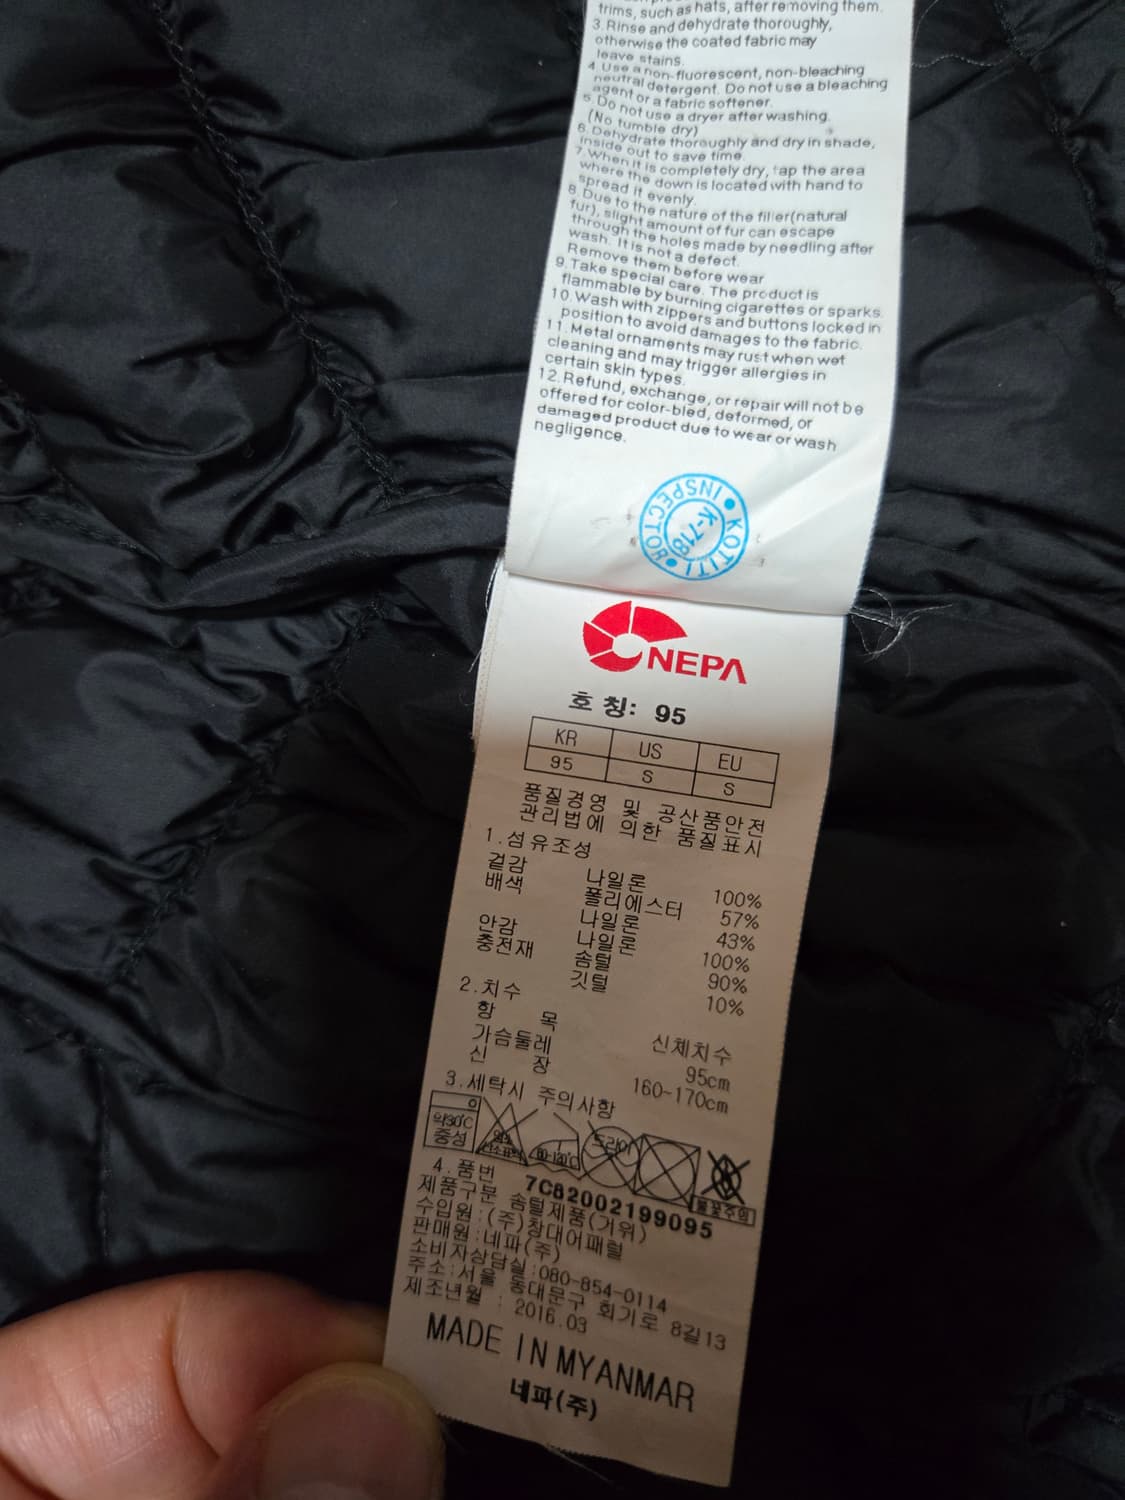 trims, such as hats, after removing them.
3.Rinse and dehydrate thoroughly,
otherwise the coated fabric may
leave stains.
4.Use a non-fluorescent, non-bleaching
neutral detergent. Do not use a bleaching
agent or a fabric softener.
5.Do not use a dryer after washing.
(No tumble dry)
6.Dehydrate thoroughly and dry in shade,
inside out to save time.
7.When it is completely dry, tap the area
where the down is located with hand to
spread it evenly.
8.Due to the nature of the filler(natural
fur), slight amount of fur can escape
through the holes made by needling after
wash. It is not a defect.
Remove them before wear
9.Take special care. The product is
flammable by burning cigarettes or sparks.
10.Wash with zippers and buttons locked in
position to avoid damages to the fabric.
11.Metal ornaments may rust when wet
cleaning and may trigger allergies in
certain skin types.
12.Refund, exchange, or repair will not be
offered for color-bled, deformed, or
damaged product due to wear or wash
negligence.
KOTITI INSPECTOR
K-718
NEPA
호 칭: 95
KR US EU
95 S S
품질경영 및 공산품안전
관리법에 의한 품질표시
1.섬유조성
겉감 나일론 100%
배색 폴리에스터 57%
나일론 43%
안감 나일론 100%
충전재 솜털 90%
깃털 10%
2.치수
항 목 신체치수
가슴둘레 95cm
신 장 160~170cm
3.세탁시 주의사항
약30℃
중성
염소
산소표백
80~120℃
드라이
불꽃주의
4.품번 7C82002199095
제품구분 솜털제품(거위)
수입원:(주)창대어패럴
판매원:네파(주)
소비자상담실:080-854-0114
주소:서울 동대문구 회기로 8길13
제조년월 : 2016.03
MADE IN MYANMAR
네파(주)